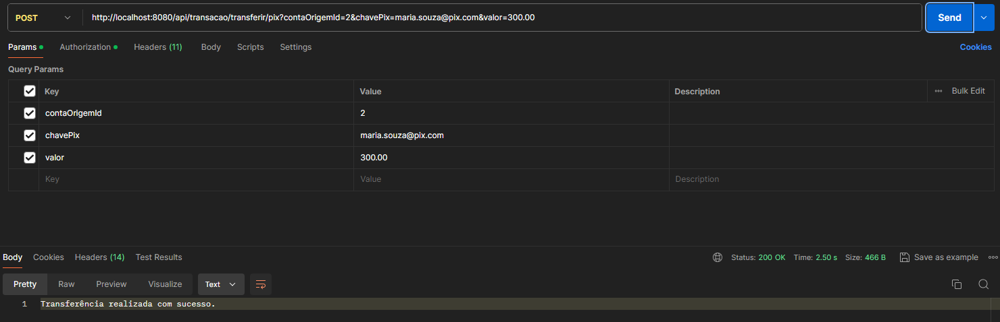 POST http://localhost:8080/api/transacao/transferir/pix?contaOrigemId=2&chavePix=maria.souza@pix.com&valor=300.00 Send
Params Authorization Headers (11) Body Scripts Settings Cookies
Query Params
Key Value Description Bulk Edit
contaOrigemId 2
chavePix maria.souza@pix.com
valor 300.00
Key Value Description
Body Cookies Headers (14) Test Results Status: 200 OK Time: 2.50 s Size: 466 B Save as example
Pretty Raw Preview Visualize Text
1 Transferência realizada com sucesso.